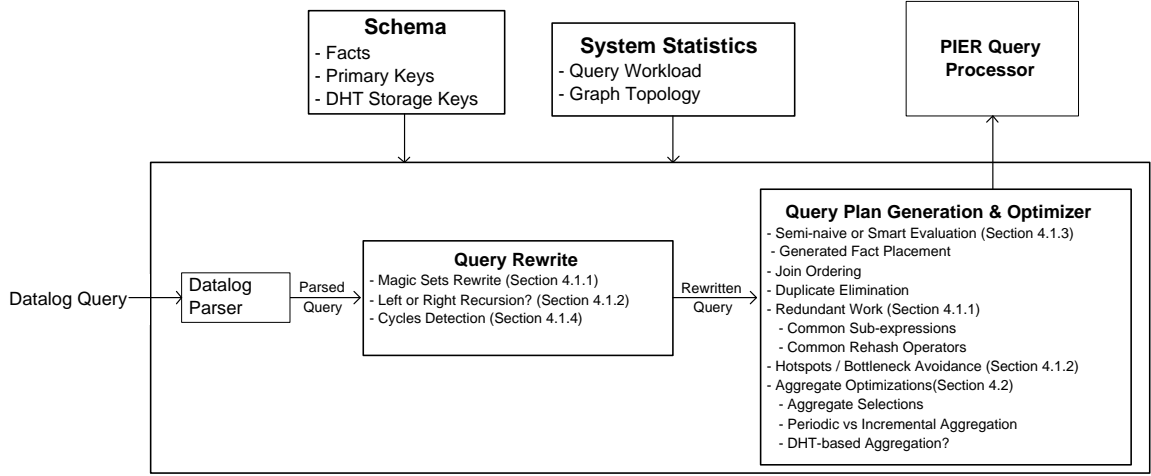 Schema
- Facts
- Primary Keys
- DHT Storage Keys
System Statistics
- Query Workload
- Graph Topology
PIER Query
Processor
Datalog Query
Datalog
Parser
Parsed
Query
Query Rewrite
- Magic Sets Rewrite (Section 4.1.1)
- Left or Right Recursion? (Section 4.1.2)
- Cycles Detection (Section 4.1.4)
Rewritten
Query
Query Plan Generation & Optimizer
- Semi-naive or Smart Evaluation (Section 4.1.3)
- Generated Fact Placement
- Join Ordering
- Duplicate Elimination
- Redundant Work (Section 4.1.1)
- Common Sub-expressions
- Common Rehash Operators
- Hotspots / Bottleneck Avoidance (Section 4.1.2)
- Aggregate Optimizations(Section 4.2)
- Aggregate Selections
- Periodic vs Incremental Aggregation
- DHT-based Aggregation?